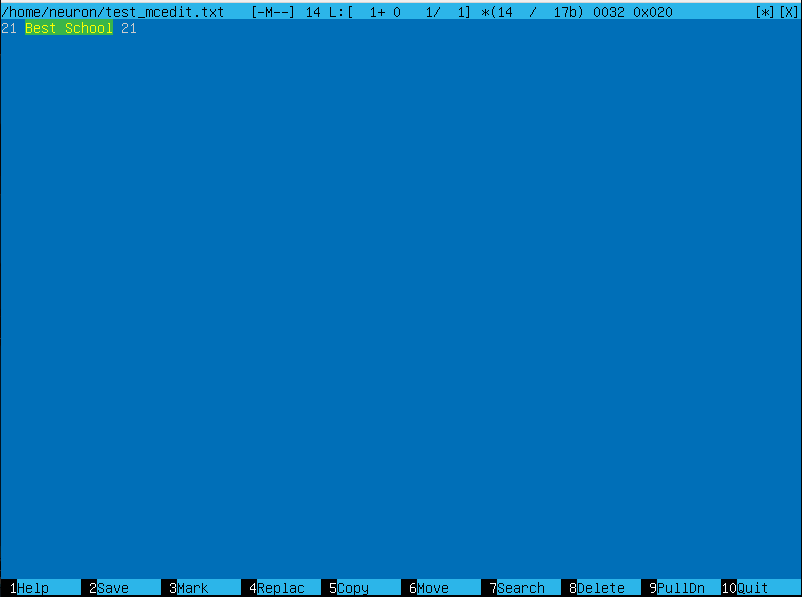 /home/neuron/test_mcedit.txt [-M--] 14 L:[ 1+ 0 1/ 1] *(14 / 17b) 0032 0x020 [*][X]
21 Best School 21
1Help 2Save 3Mark 4Replac 5Copy 6Move 7Search 8Delete 9PullDn 10Quit